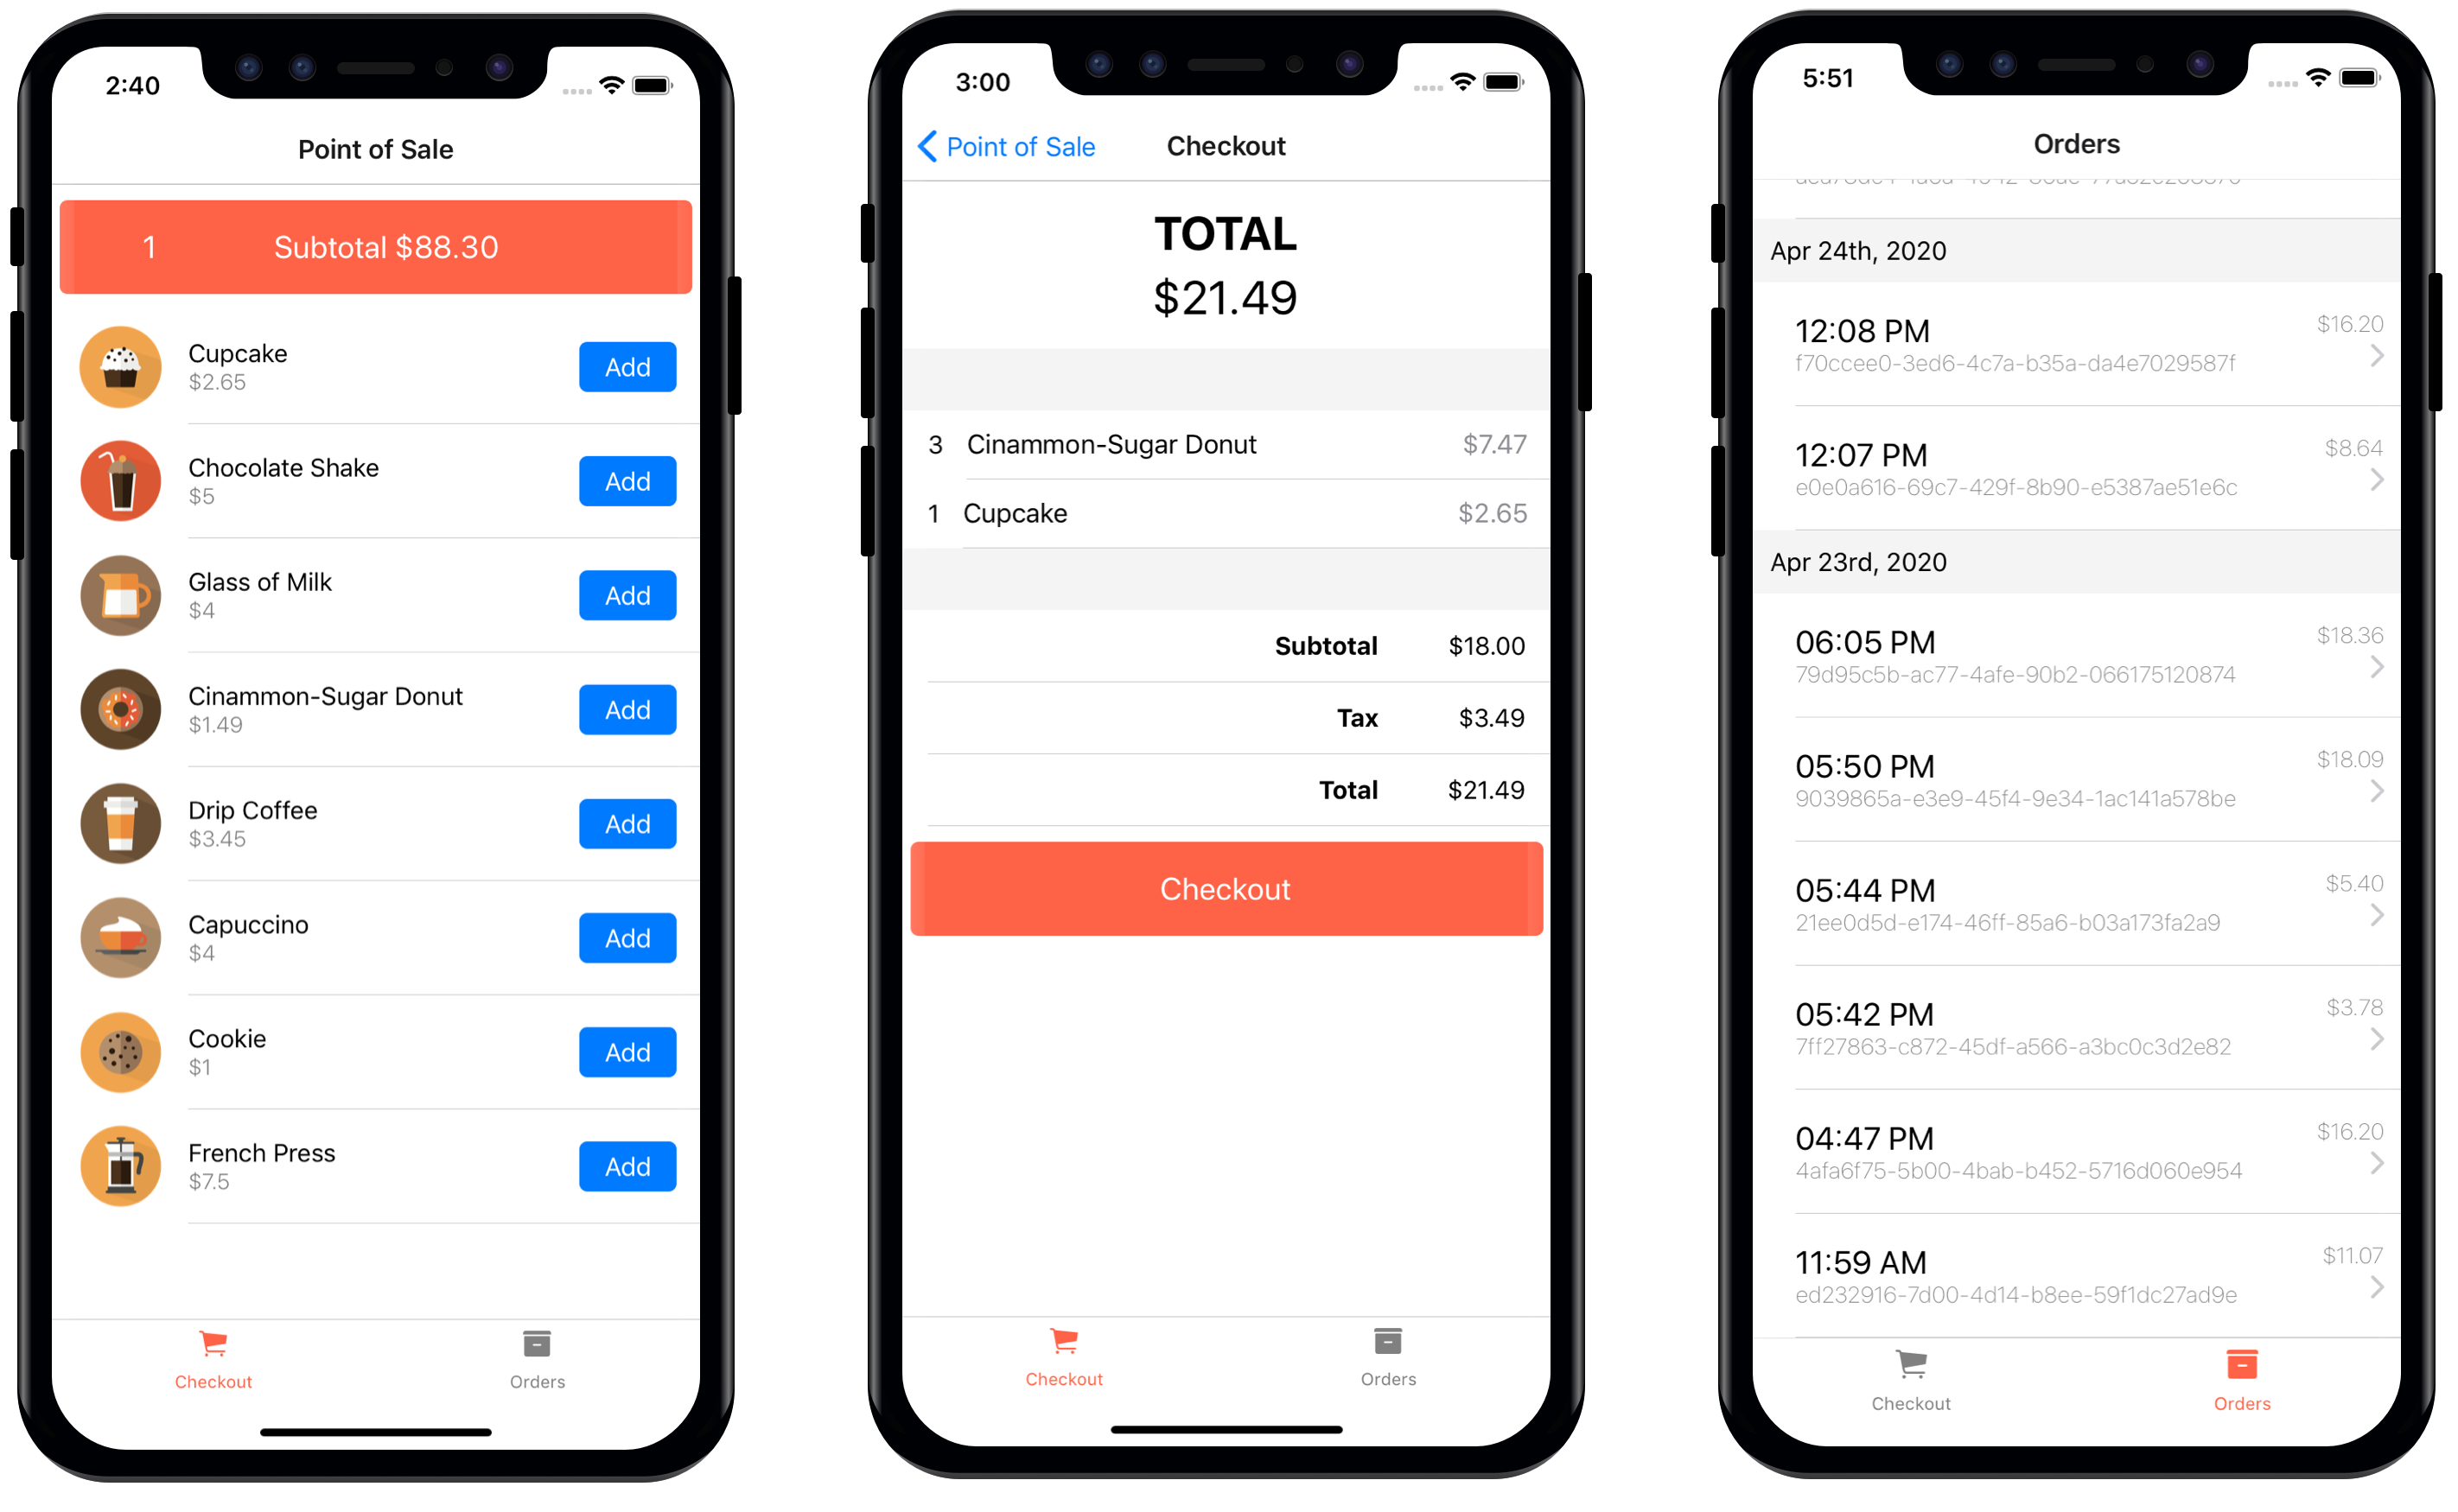 2:40
Point of Sale
1 Subtotal $88.30
Cupcake
$2.65
Add
Chocolate Shake
$5
Add
Glass of Milk
$4
Add
Cinammon-Sugar Donut
$1.49
Add
Drip Coffee
$3.45
Add
Capuccino
$4
Add
Cookie
$1
Add
French Press
$7.5
Add
Checkout
Orders
3:00
Point of Sale
Checkout
TOTAL
$21.49
3 Cinammon-Sugar Donut $7.47
1 Cupcake $2.65
Subtotal $18.00
Tax $3.49
Total $21.49
Checkout
Checkout
Orders
5:51
Orders
Apr 24th, 2020
12:08 PM
$16.20
f70ccee0-3ed6-4c7a-b35a-da4e7029587f
12:07 PM
$8.64
e0e0a616-69c7-429f-8b90-e5387ae51e6c
Apr 23rd, 2020
06:05 PM
$18.36
79d95c5b-ac77-4afe-90b2-066175120874
05:50 PM
$18.09
9039865a-e3e9-45f4-9e34-1ac141a578be
05:44 PM
$5.40
21ee0d5d-e174-46ff-85a6-b03a173fa2a9
05:42 PM
$3.78
7ff27863-c872-45df-a566-a3bc0c3d2e82
04:47 PM
$16.20
4afa6f75-5b00-4bab-b452-5716d060e954
11:59 AM
$11.07
ed232916-7d00-4d14-b8ee-59f1dc27ad9e
Checkout
Orders